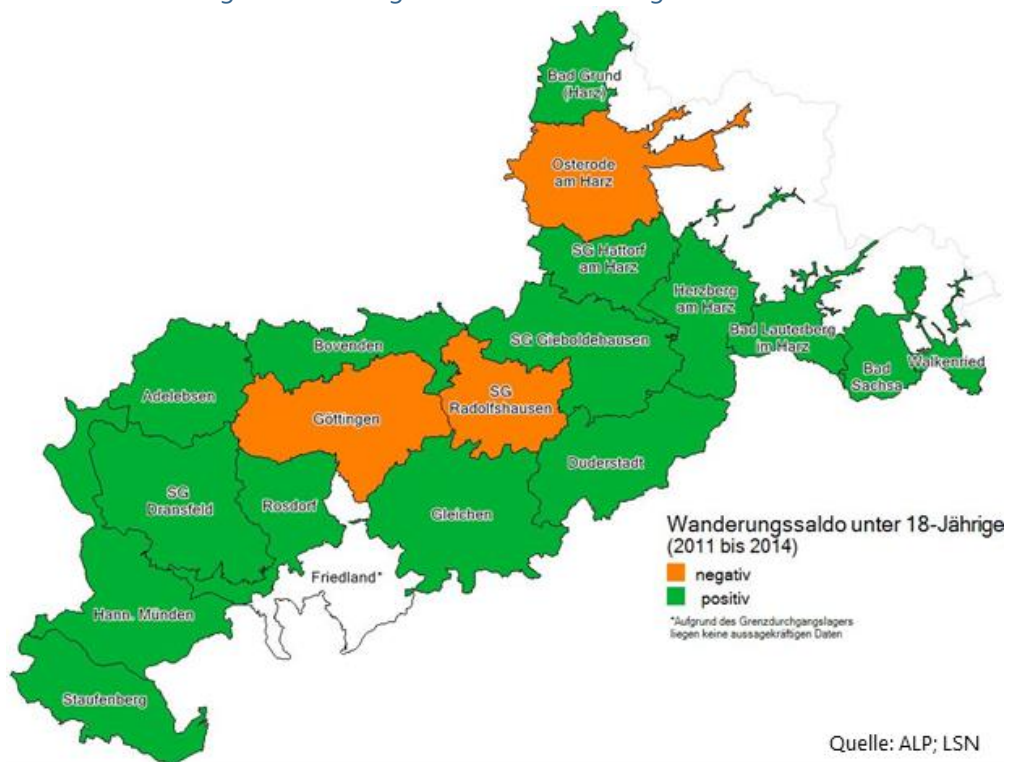 Bad Grund
(Harz)
Osterode
am Harz
SG Hattorf
am Harz
Herzberg
am Harz
SG Gieboldehausen
Bad Lauterberg
im Harz
Bad
Sachsa
Walkenried
Bovenden
Adelebsen
Göttingen
SG
Radolfshausen
Duderstadt
SG
Dransfeld
Rosdorf
Gleichen
Friedland*
Hann. Münden
Staufenberg
Wanderungssaldo unter 18-Jährige
(2011 bis 2014)
negativ
positiv
*Aufgrund des Grenzdurchgangslagers
liegen keine aussagekräftigen Daten
Quelle: ALP; LSN